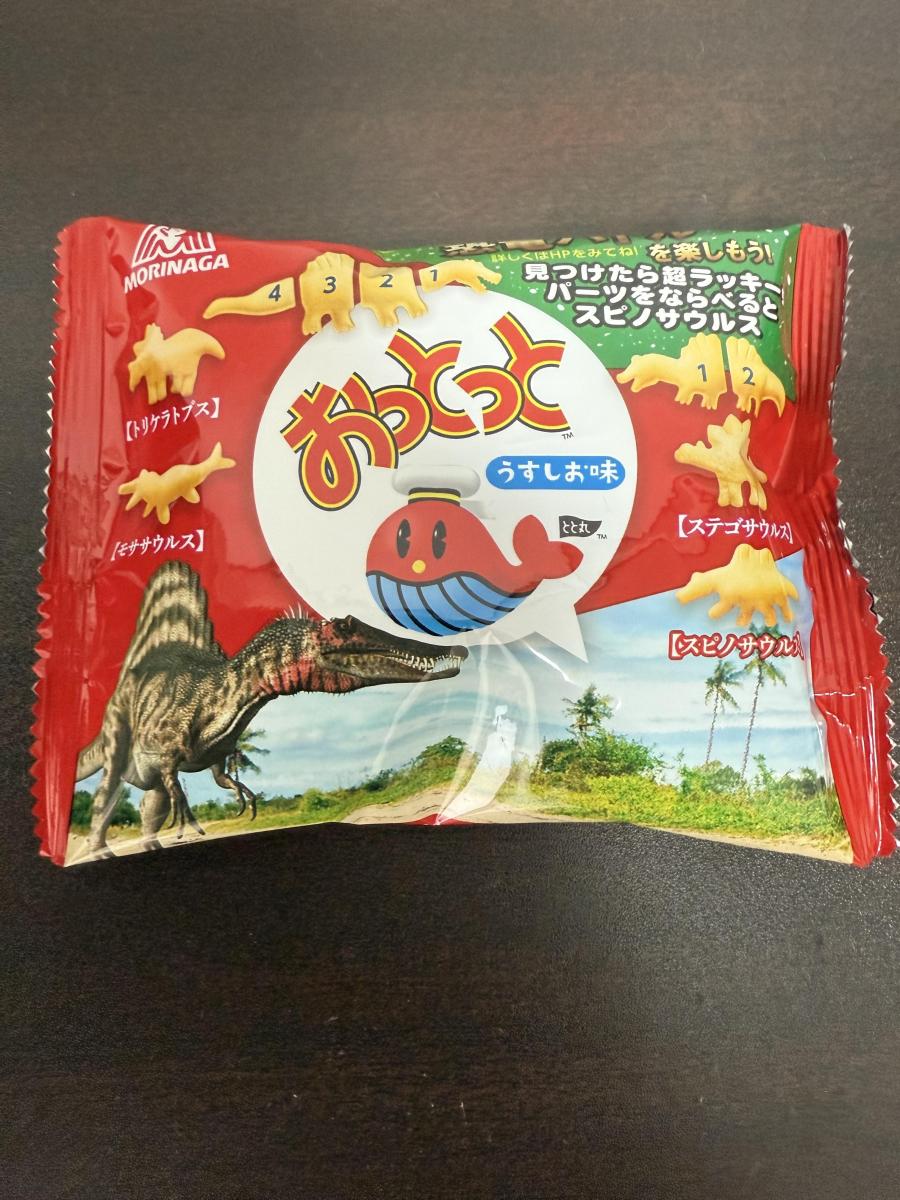 MORINAGA
詳しくはHPをみてね! を楽しもう!
見つけたら超ラッキー
パーツをならべると
スピノサウルス
4 3 2 1
1 2
おっとっと™
うすしお味
とと丸™
【トリケラトプス】
【モササウルス】
【ステゴサウルス】
【スピノサウルス】